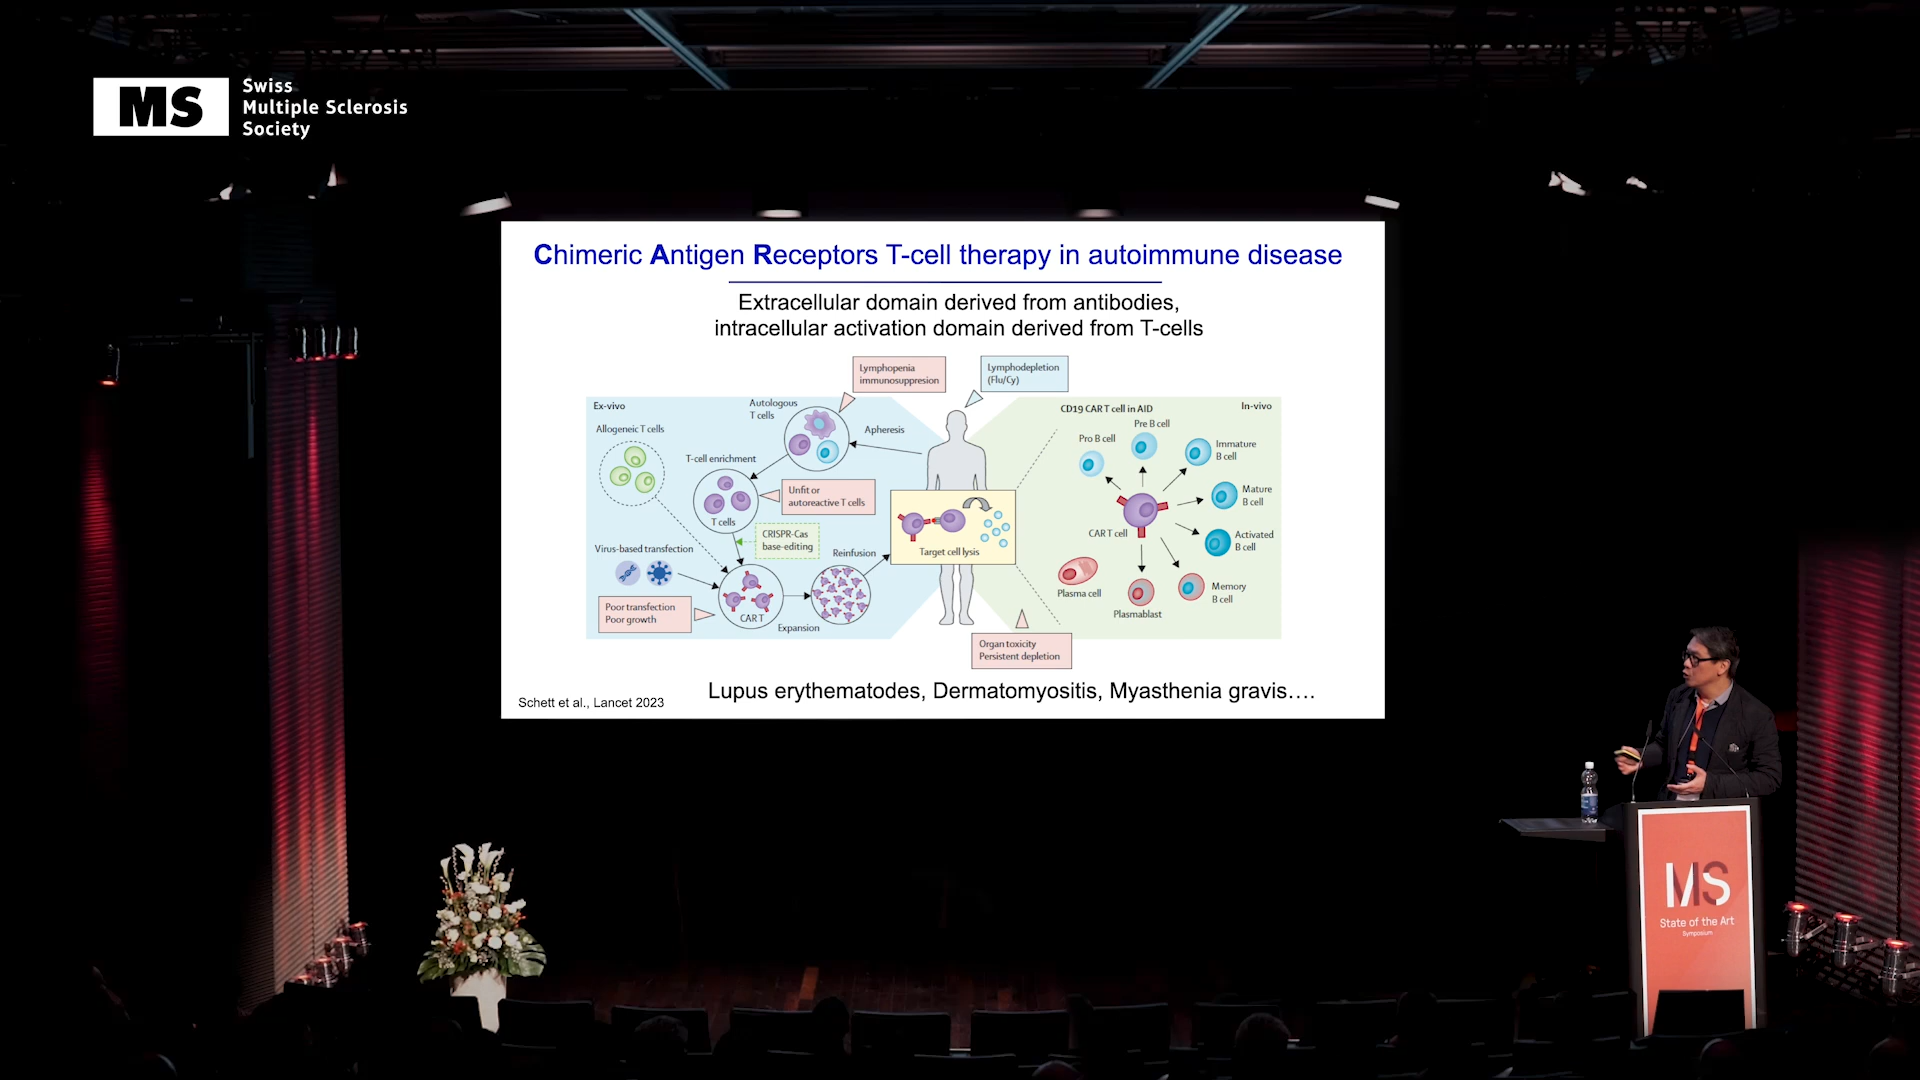 MS
Swiss
Multiple Sclerosis
Society
Chimeric Antigen Receptors T-cell therapy in autoimmune disease
Extracellular domain derived from antibodies,
intracellular activation domain derived from T-cells
Lymphopenia
immunosuppresion
Lymphodepletion
(Flu/Cy)
Ex-vivo
Autologous
T cells
Allogeneic T cells
Apheresis
T-cell enrichment
Unfit or
autoreactive T cells
T cells
CRISPR-Cas
base-editing
Virus-based transfection
Reinfusion
Poor transfection
Poor growth
CAR T
Expansion
Target cell lysis
CD19 CAR T cell in AID
In-vivo
Pro B cell
Pre B cell
Immature
B cell
Mature
B cell
CAR T cell
Activated
B cell
Memory
B cell
Plasma cell
Plasmablast
Organ toxicity
Persistent depletion
Schett et al., Lancet 2023
Lupus erythematodes, Dermatomyositis, Myasthenia gravis....
MS
State of the Art
Symposium